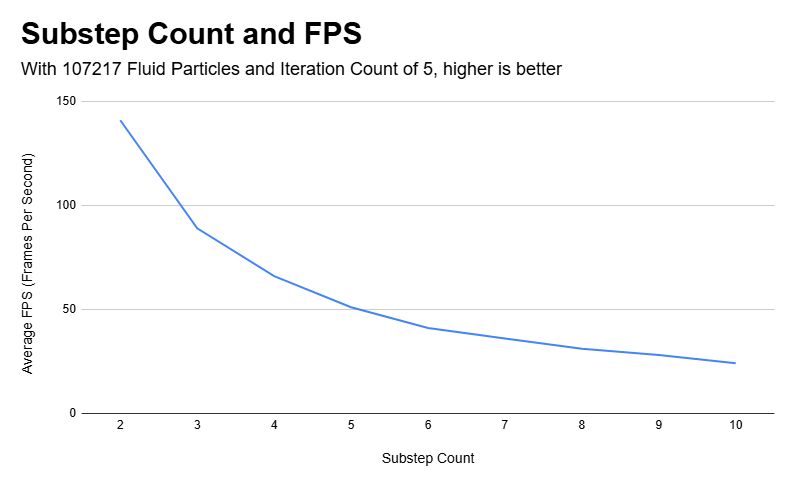 Substep Count and FPS
With 107217 Fluid Particles and Iteration Count of 5, higher is better
Average FPS (Frames Per Second)
150
100
50
0
2 3 4 5 6 7 8 9 10
Substep Count